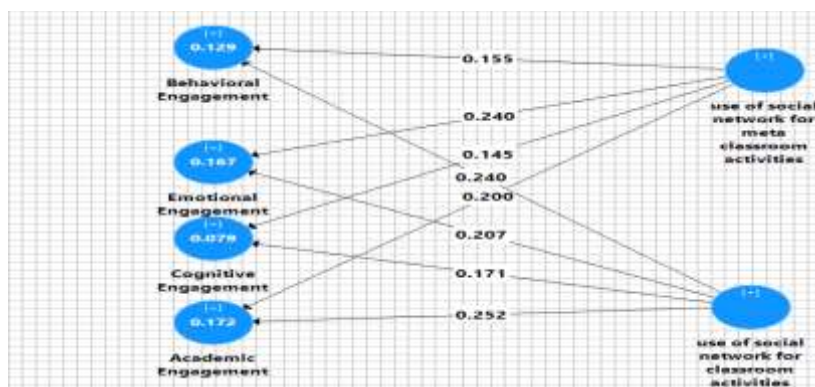 [+]
0.129
Behavioral
Engagement
0.155
[+]
use of social
network for
meta
classroom
activities
0.240
[+]
0.167
Emotional
Engagement
0.145
0.240
0.200
[+]
0.079
Cognitive
Engagement
0.207
0.171
[+]
0.172
Academic
Engagement
0.252
[+]
use of social
network for
classroom
activities